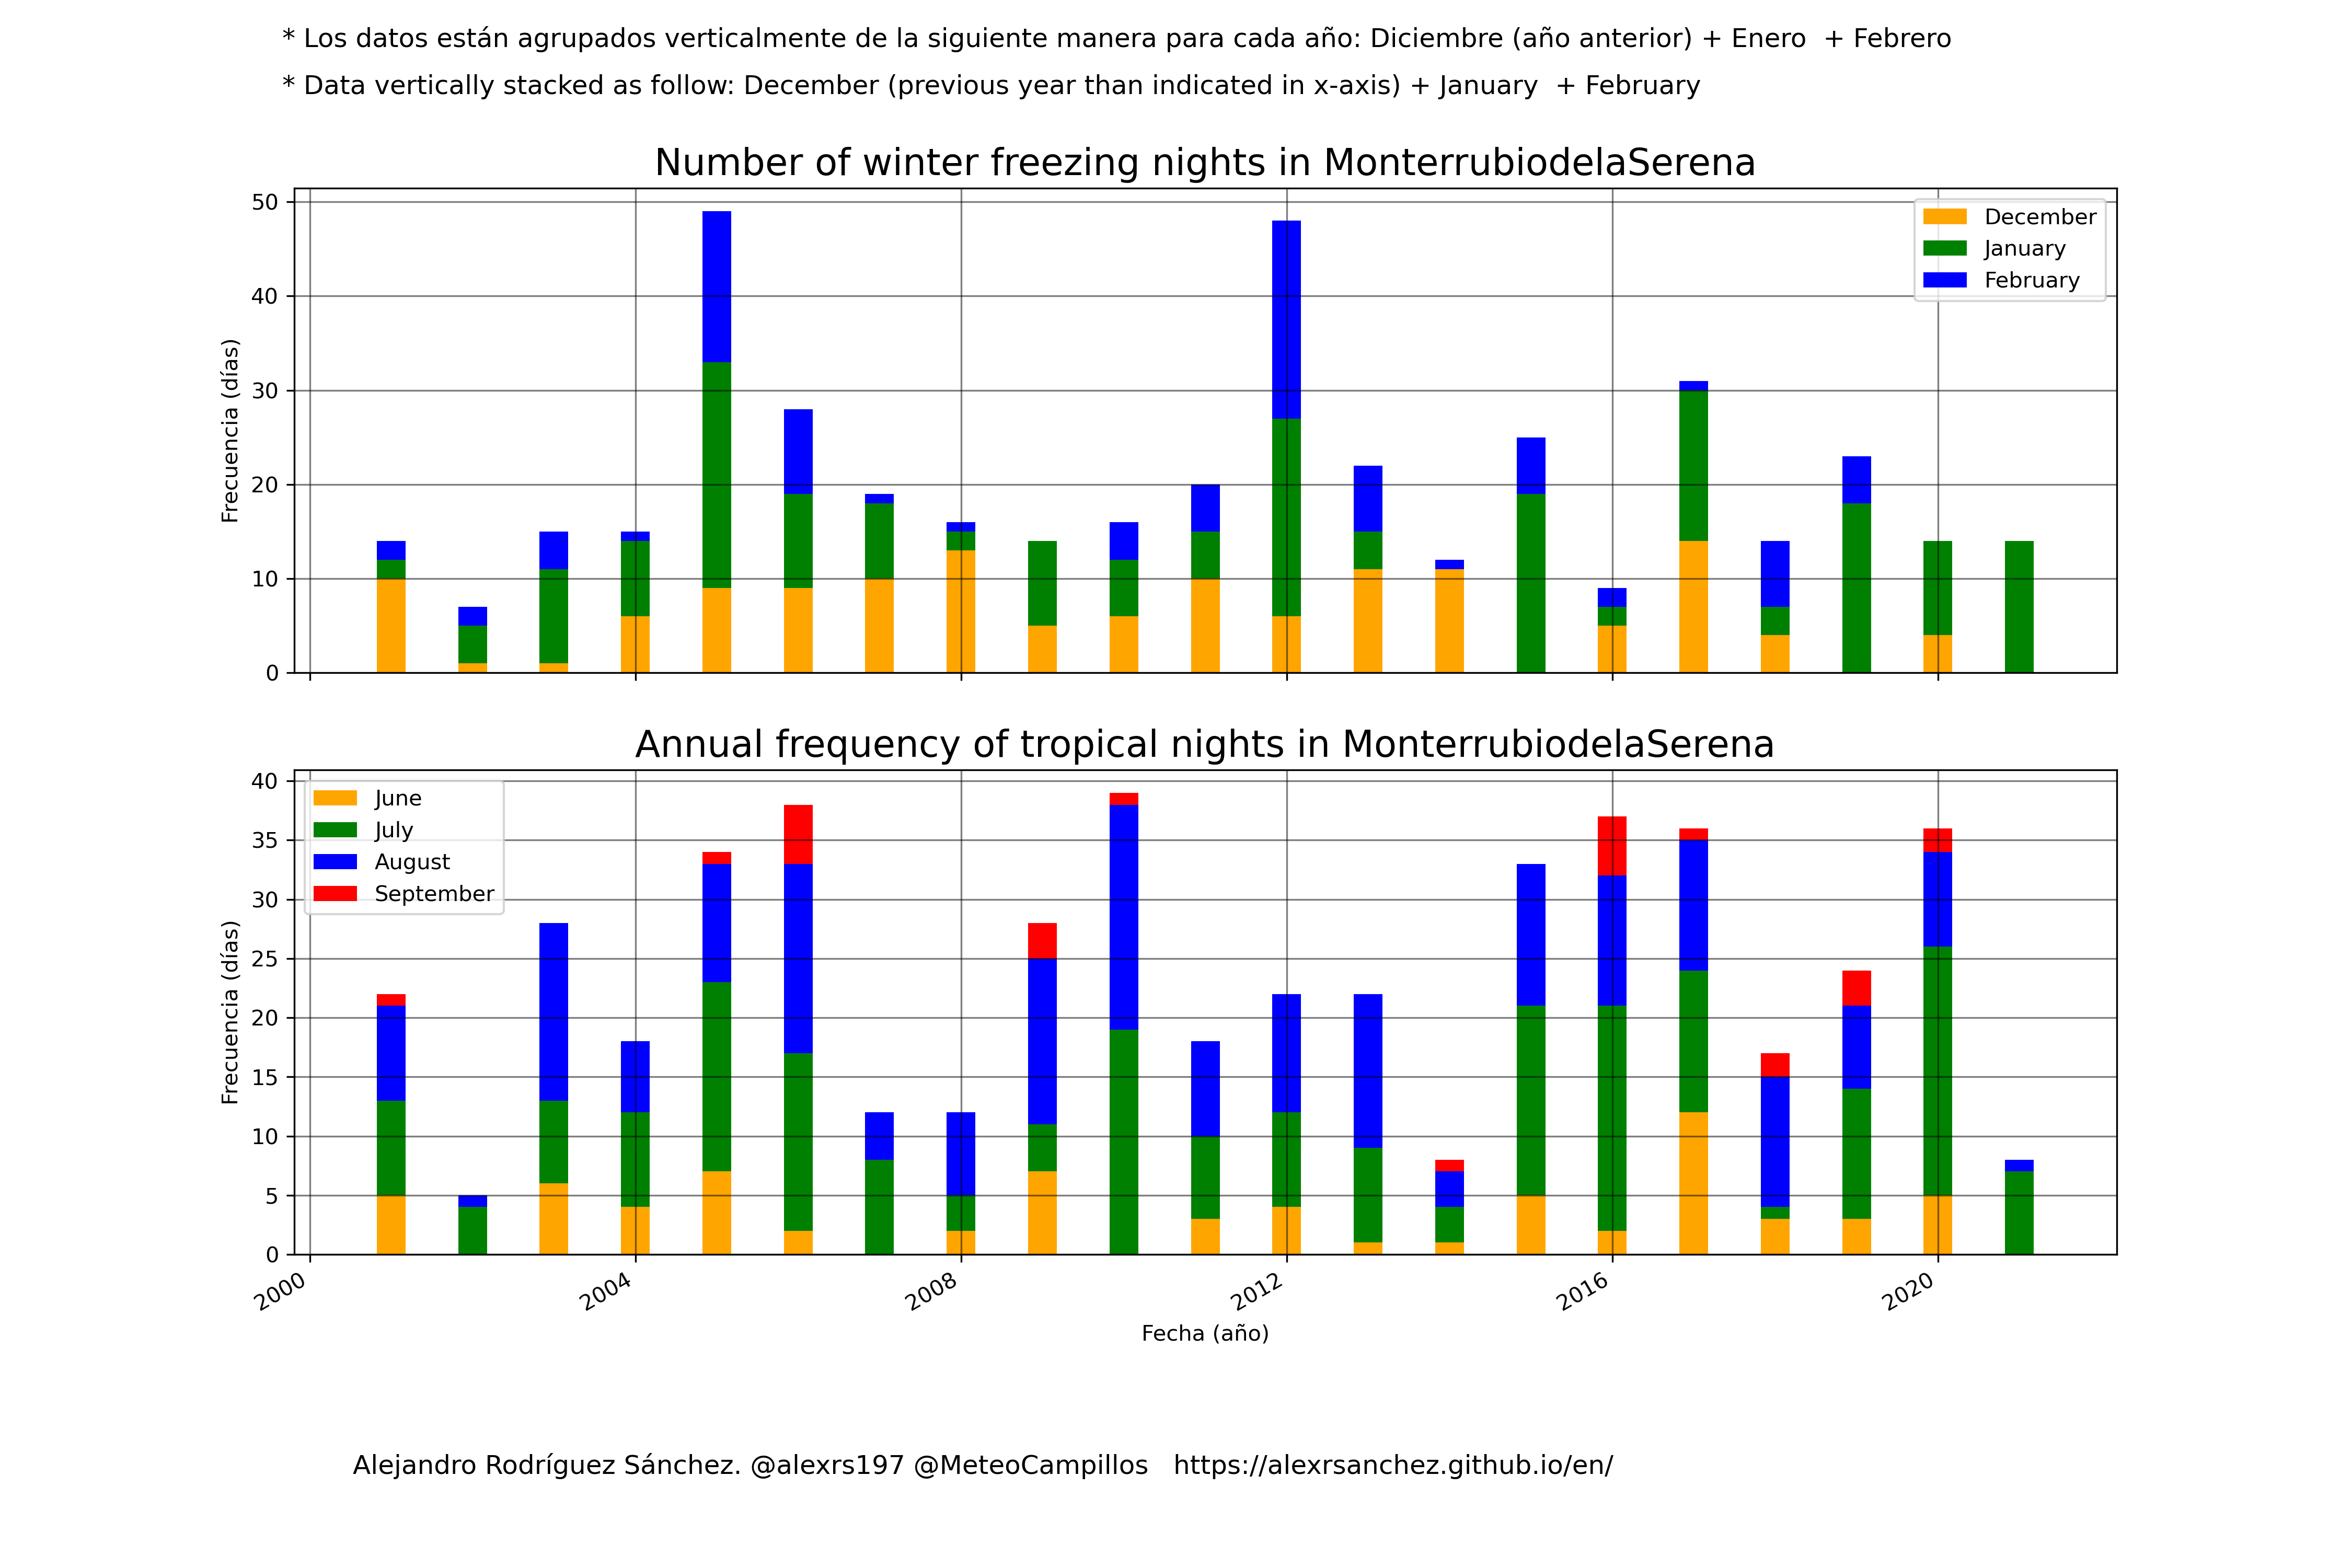 * Los datos están agrupados verticalmente de la siguiente manera para cada año: Diciembre (año anterior) + Enero  + Febrero
* Data vertically stacked as follow: December (previous year than indicated in x-axis) + January  + February
Number of winter freezing nights in MonterrubiodelaSerena
50
40
30
20
10
0
Frecuencia (días)
December
January
February
Annual frequency of tropical nights in MonterrubiodelaSerena
40
35
30
25
20
15
10
5
0
Frecuencia (días)
June
July
August
September
2000
2004
2008
2012
2016
2020
Fecha (año)
Alejandro Rodríguez Sánchez. @alexrs197 @MeteoCampillos   https://alexrsanchez.github.io/en/